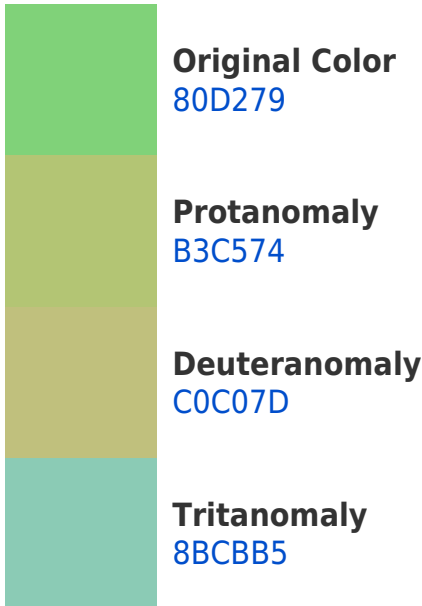 Original Color
80D279
Protanomaly
B3C574
Deuteranomaly
C0C07D
Tritanomaly
8BCBB5